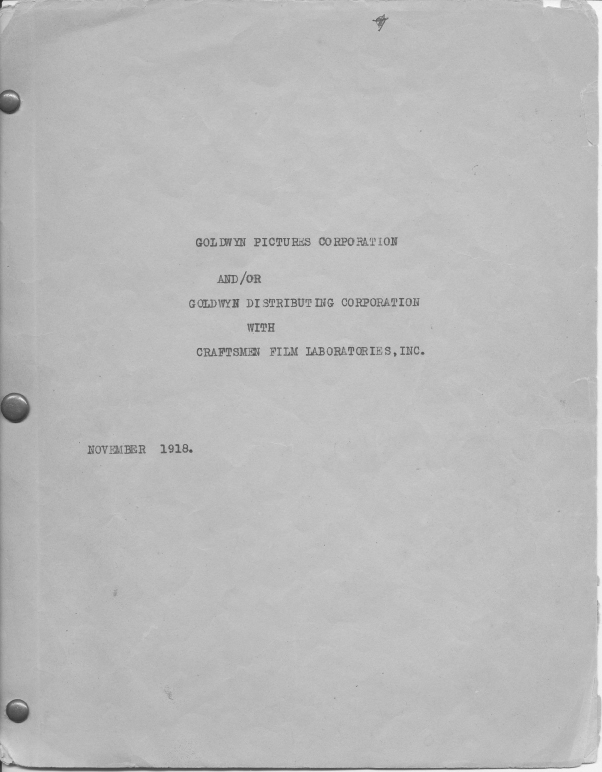 GOLDWYN PICTURES CORPORATION
AND/OR
GOLDWYN DISTRIBUTING CORPORATION
WITH
CRAFTSMEN FILM LABORATORIES, INC.
NOVEMBER 1918.